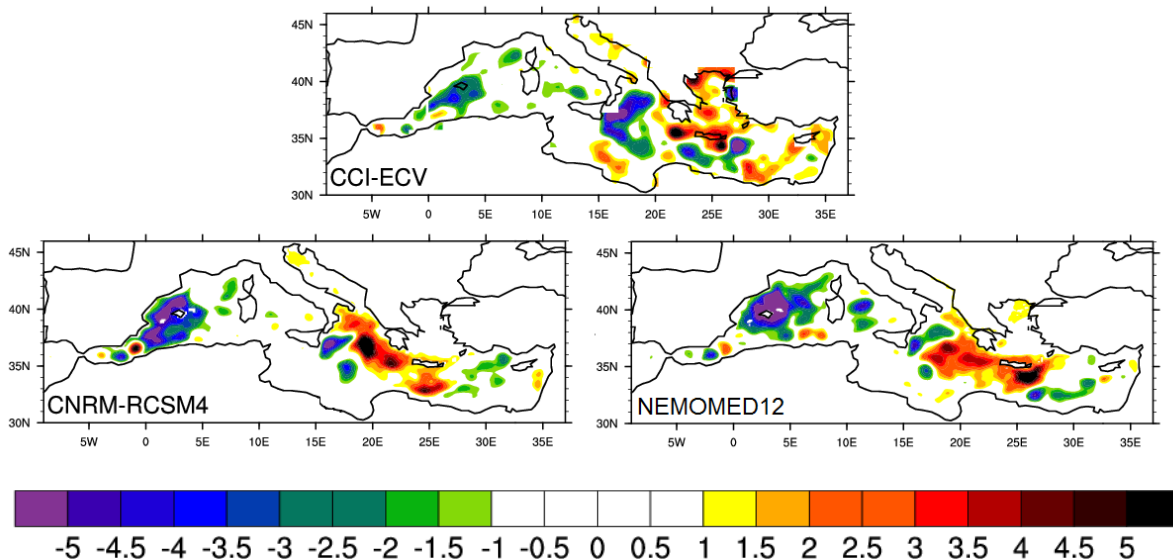 45N
40N
35N
30N
CCI-ECV
5W 0 5E 10E 15E 20E 25E 30E 35E
45N 45N
40N 40N
35N 35N
30N 30N
CNRM-RCSM4 NEMOMED12
5W 0 5E 10E 15E 20E 25E 30E 35E 5W 0 5E 10E 15E 20E 25E 30E 35E
-5 -4.5 -4 -3.5 -3 -2.5 -2 -1.5 -1 -0.5 0 0.5 1 1.5 2 2.5 3 3.5 4 4.5 5